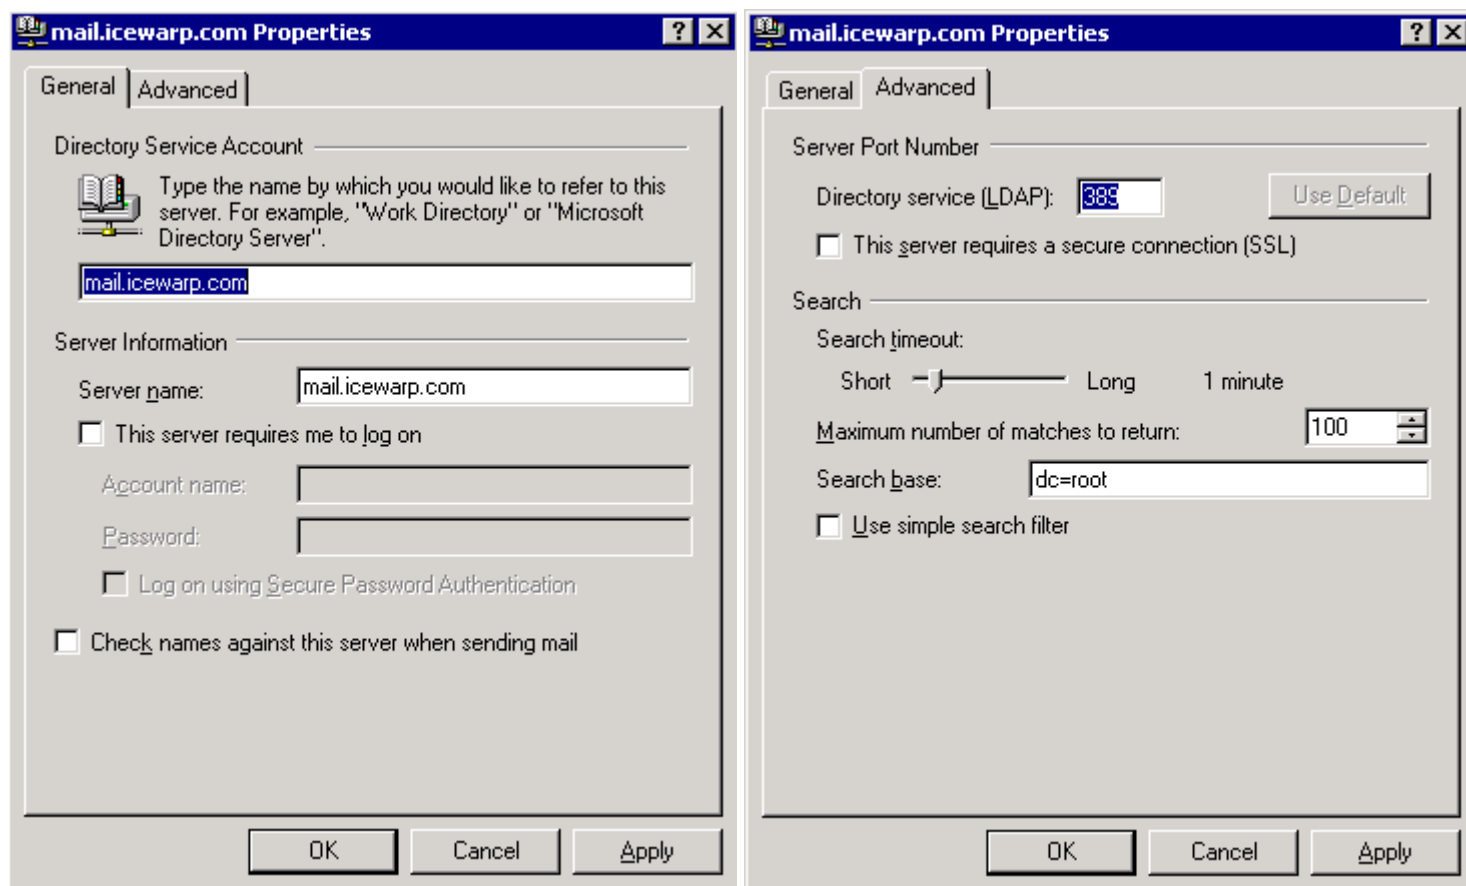 mail.icewarp.com Properties
General Advanced
Directory Service Account
Type the name by which you would like to refer to this
server. For example, "Work Directory" or "Microsoft
Directory Server".
mail.icewarp.com
Server Information
Server name: mail.icewarp.com
This server requires me to log on
Account name:
Password:
Log on using Secure Password Authentication
Check names against this server when sending mail
OK Cancel Apply
mail.icewarp.com Properties
General Advanced
Server Port Number
Directory service (LDAP): 389 Use Default
This server requires a secure connection (SSL)
Search
Search timeout:
Short Long 1 minute
Maximum number of matches to return: 100
Search base: dc=root
Use simple search filter
OK Cancel Apply